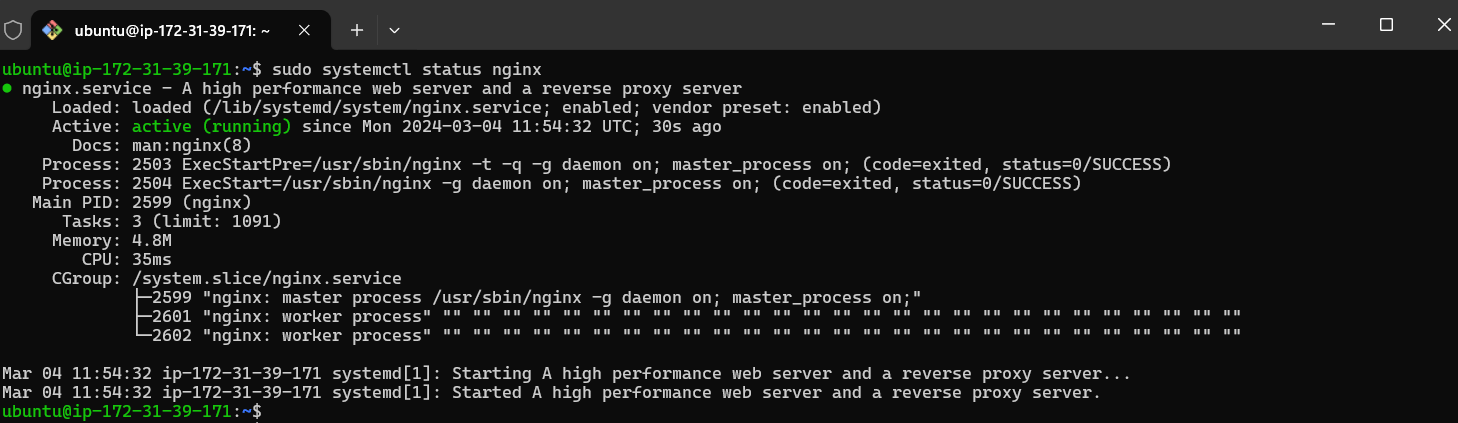 ubuntu@ip-172-31-39-171: ~
ubuntu@ip-172-31-39-171:~$ sudo systemctl status nginx
● nginx.service - A high performance web server and a reverse proxy server
Loaded: loaded (/lib/systemd/system/nginx.service; enabled; vendor preset: enabled)
Active: active (running) since Mon 2024-03-04 11:54:32 UTC; 30s ago
Docs: man:nginx(8)
Process: 2503 ExecStartPre=/usr/sbin/nginx -t -q -g daemon on; master_process on; (code=exited, status=0/SUCCESS)
Process: 2504 ExecStart=/usr/sbin/nginx -g daemon on; master_process on; (code=exited, status=0/SUCCESS)
Main PID: 2599 (nginx)
Tasks: 3 (limit: 1091)
Memory: 4.8M
CPU: 35ms
CGroup: /system.slice/nginx.service
├─2599 "nginx: master process /usr/sbin/nginx -g daemon on; master_process on;"
├─2601 "nginx: worker process" "" "" "" "" "" "" "" "" "" "" "" "" "" "" "" "" "" "" "" "" "" "" "" "" "" "" ""
└─2602 "nginx: worker process" "" "" "" "" "" "" "" "" "" "" "" "" "" "" "" "" "" "" "" "" "" "" "" "" "" "" ""
Mar 04 11:54:32 ip-172-31-39-171 systemd[1]: Starting A high performance web server and a reverse proxy server...
Mar 04 11:54:32 ip-172-31-39-171 systemd[1]: Started A high performance web server and a reverse proxy server.
ubuntu@ip-172-31-39-171:~$